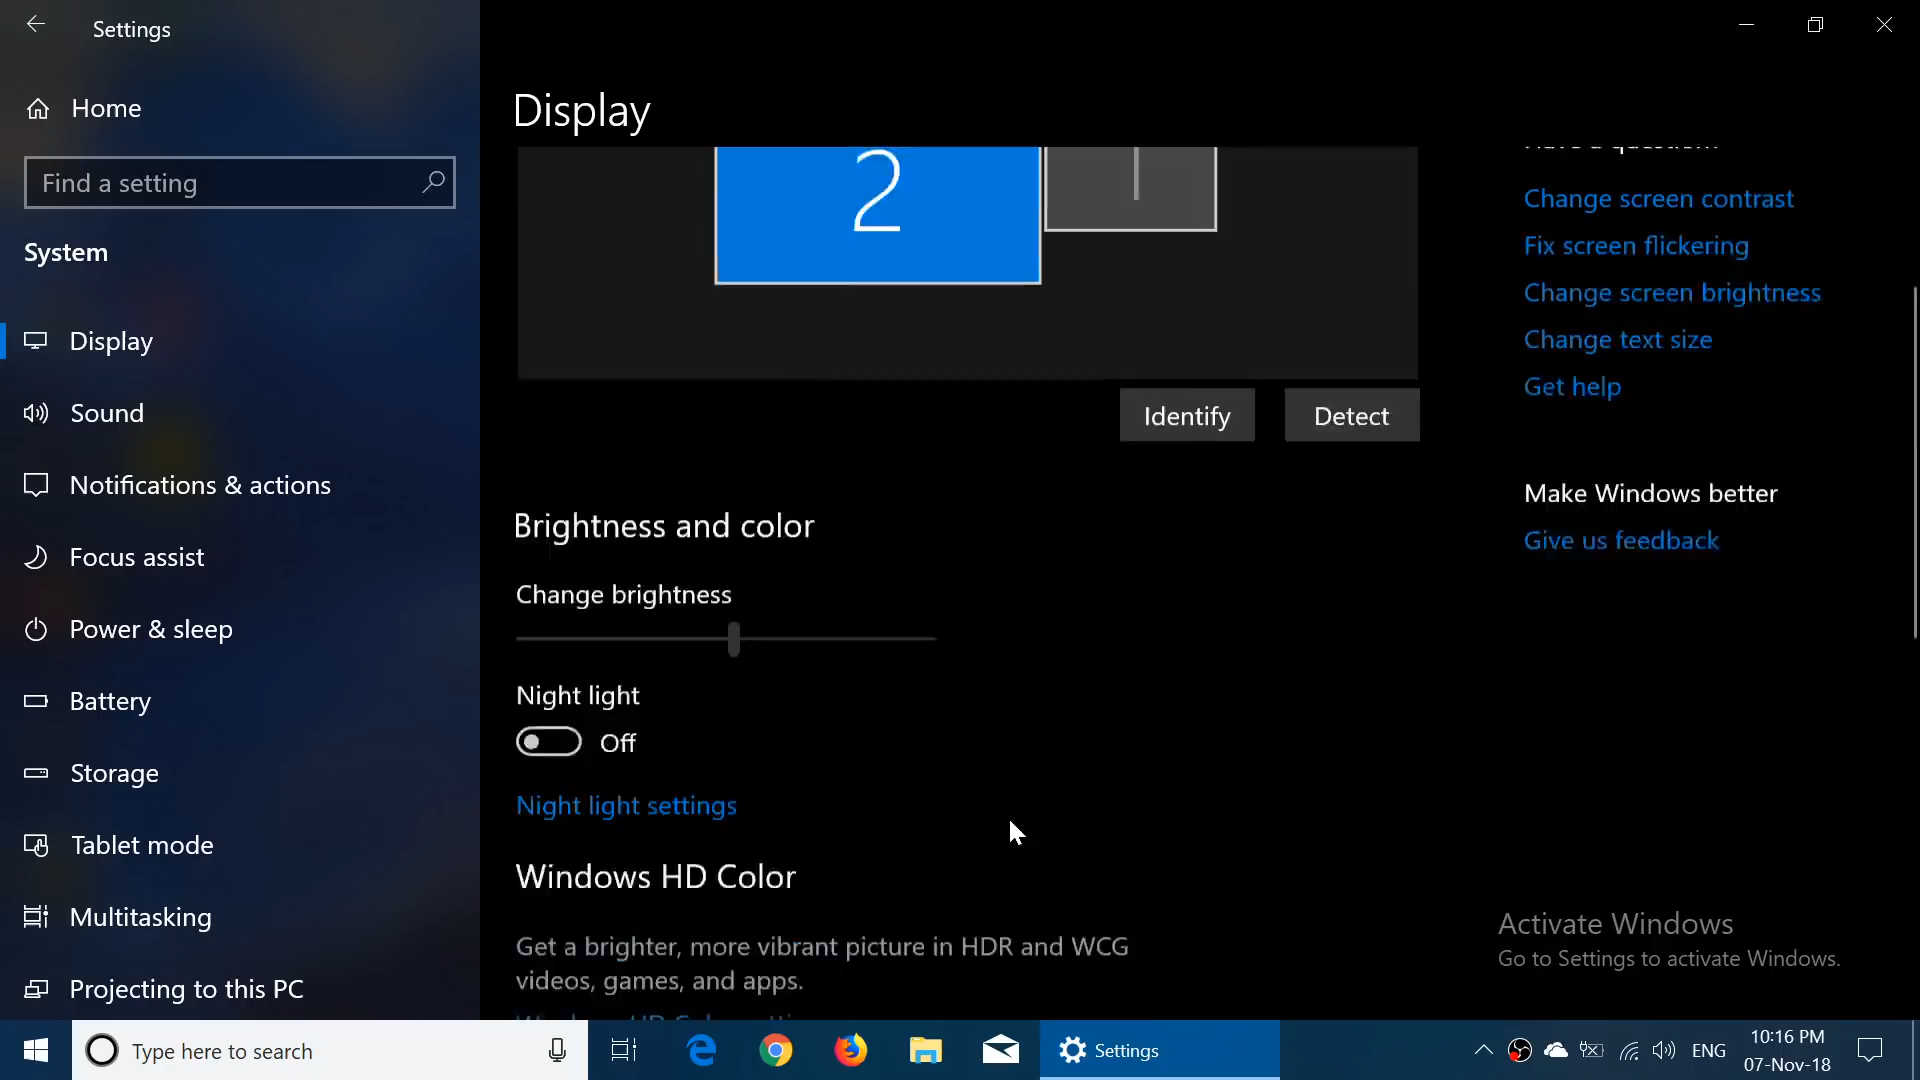 Settings
Home
Find a setting
System
Display
Sound
Notifications & actions
Focus assist
Power & sleep
Battery
Storage
Tablet mode
Multitasking
Projecting to this PC
Display
2
1
Identify
Detect
Brightness and color
Change brightness
Night light
Off
Night light settings
Windows HD Color
Get a brighter, more vibrant picture in HDR and WCG
videos, games, and apps.
Change screen contrast
Fix screen flickering
Change screen brightness
Change text size
Get help
Make Windows better
Give us feedback
Activate Windows
Go to Settings to activate Windows.
Type here to search
Settings
ENG
10:16 PM
07-Nov-18